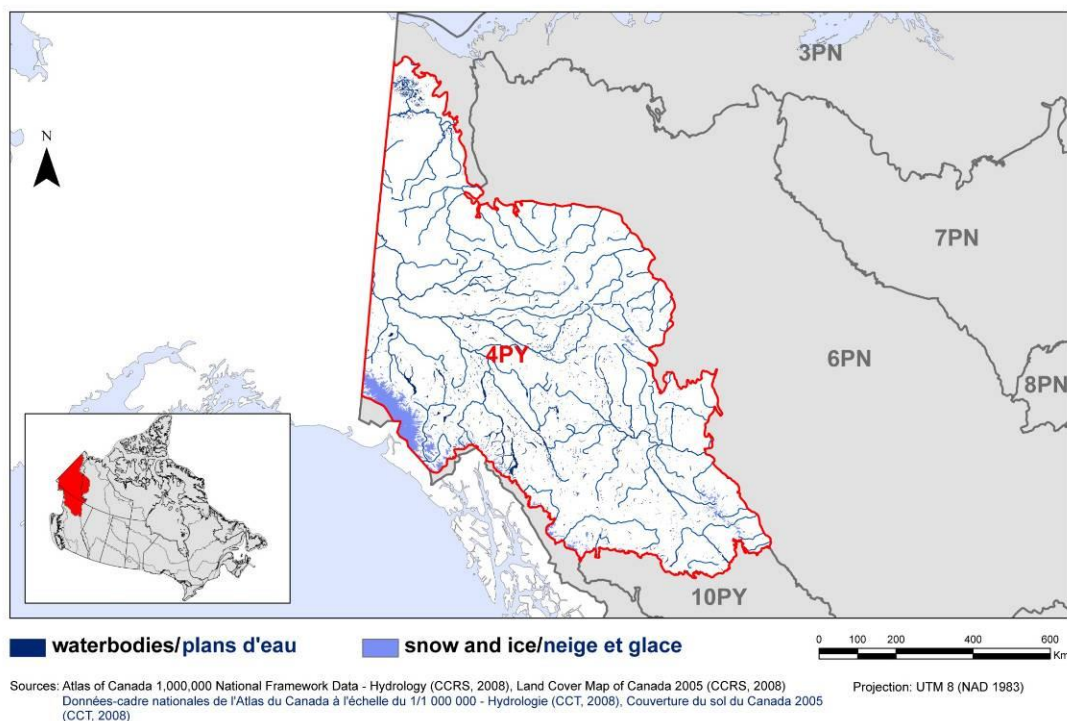 3PN
N
7PN
4PY
6PN
8PN
10PY
waterbodies/plans d'eau
snow and ice/neige et glace
0 100 200 400 600
Km
Sources: Atlas of Canada 1,000,000 National Framework Data - Hydrology (CCRS, 2008), Land Cover Map of Canada 2005 (CCRS, 2008)
Projection: UTM 8 (NAD 1983)
Données-cadre nationales de l'Atlas du Canada à l'échelle du 1/1 000 000 - Hydrologie (CCT, 2008), Couverture du sol du Canada 2005
(CCT, 2008)